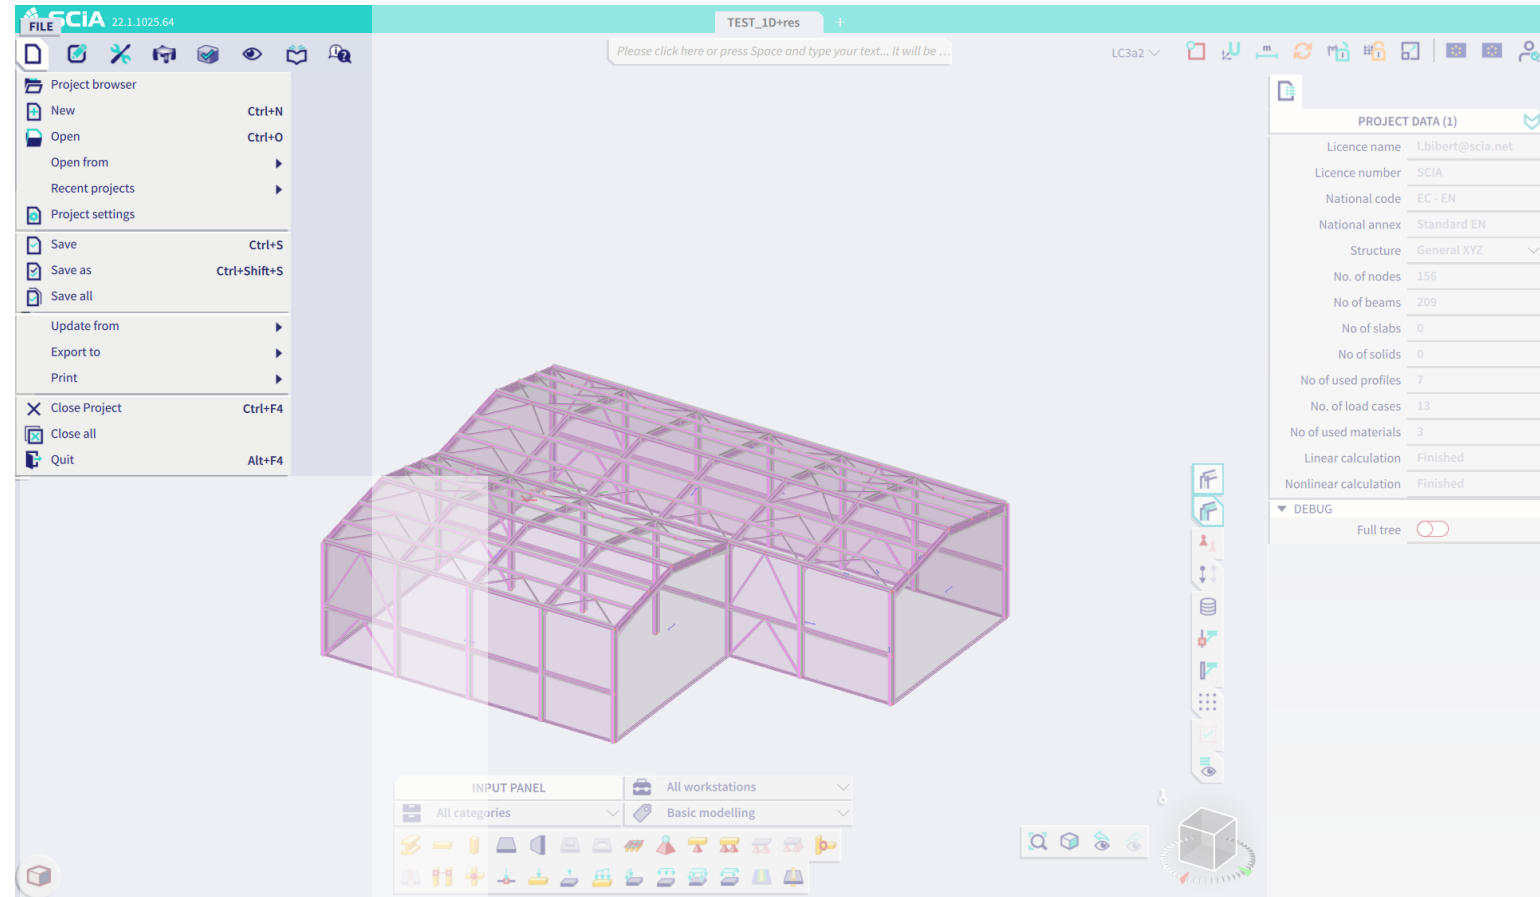 SCiA 22.1.1025.64
FILE
TEST_1D+res +
Please click here or press Space and type your text... It will be ...
LC3a2
Project browser
New Ctrl+N
Open Ctrl+O
Open from
Recent projects
Project settings
Save Ctrl+S
Save as Ctrl+Shift+S
Save all
Update from
Export to
Print
Close Project Ctrl+F4
Close all
Quit Alt+F4
PROJECT DATA (1)
Licence name l.bibert@scia.net
Licence number SCIA
National code EC - EN
National annex Standard EN
Structure General XYZ
No. of nodes 156
No of beams 209
No of slabs 0
No of solids 0
No of used profiles 7
No. of load cases 13
No of used materials 3
Linear calculation Finished
Nonlinear calculation Finished
DEBUG
Full tree
INPUT PANEL
All workstations
All categories
Basic modelling